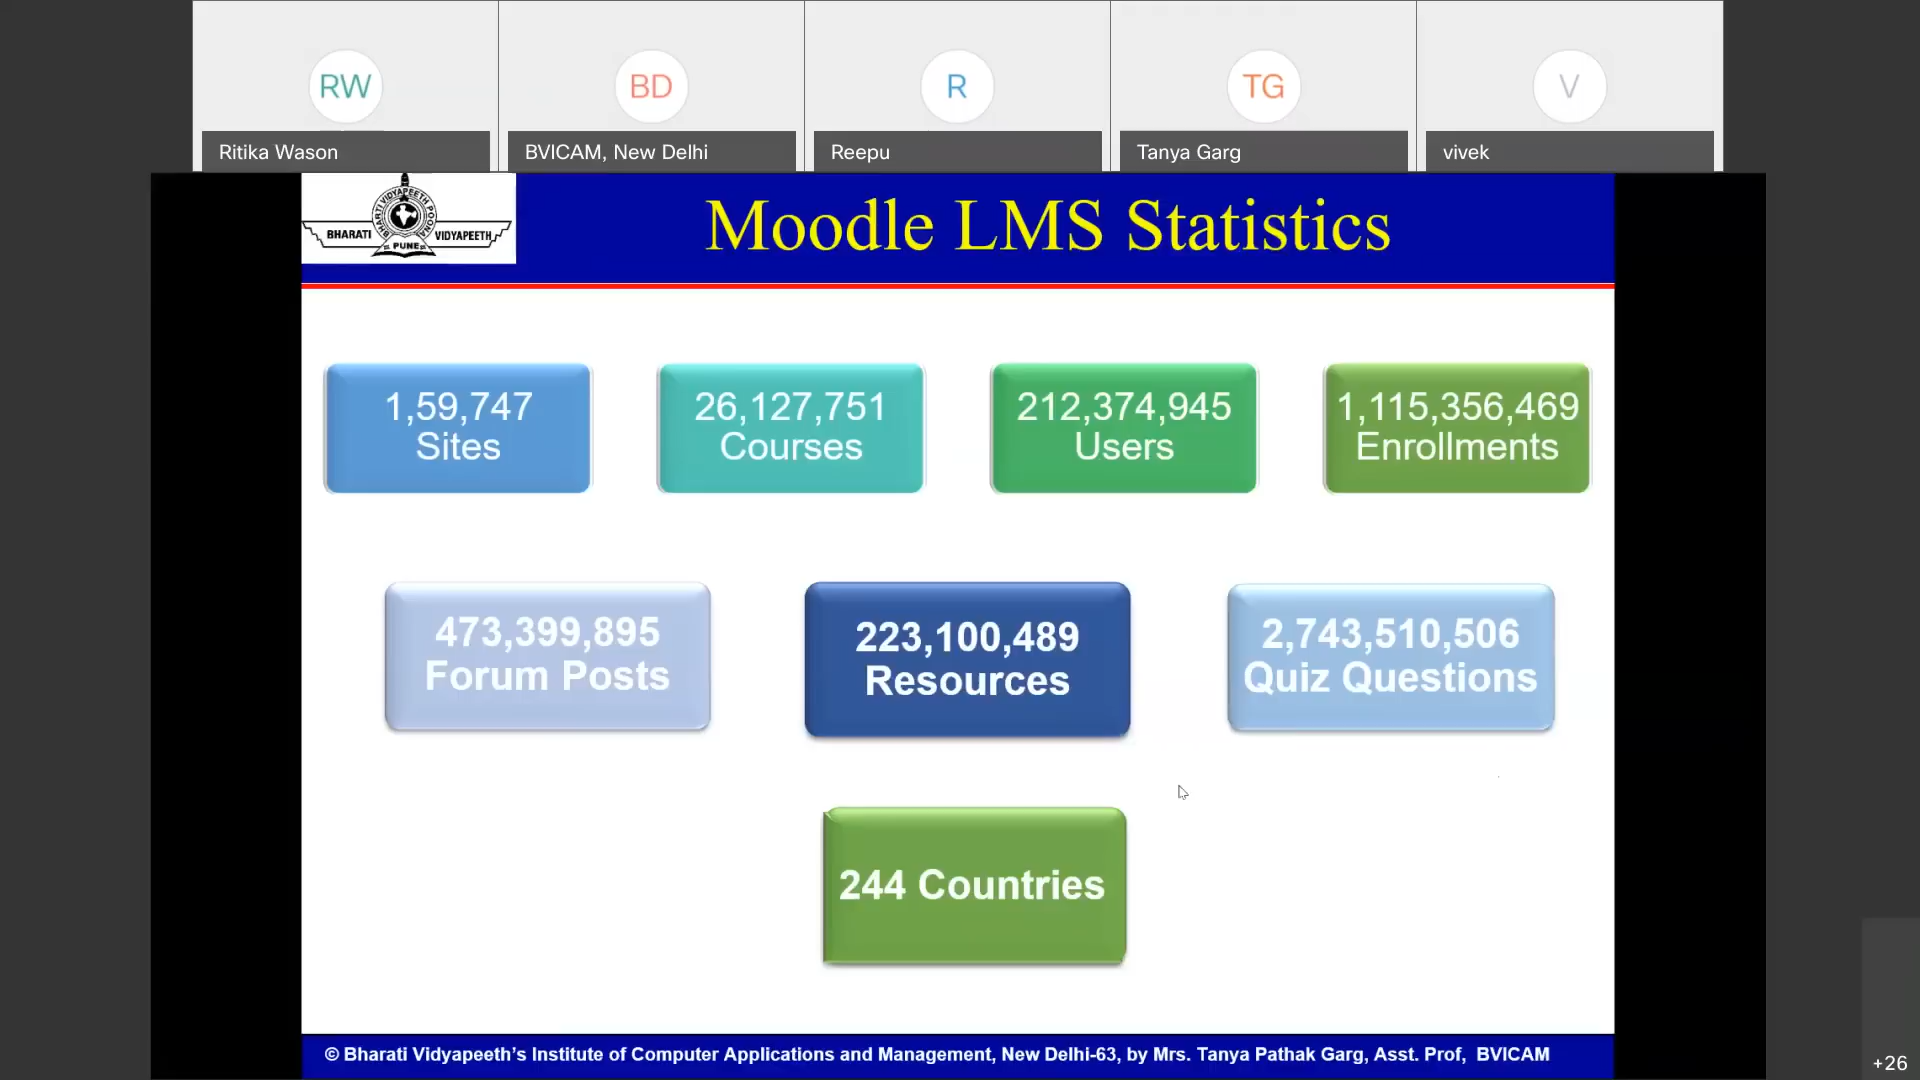 RW
BD
R
TG
V
Ritika Wason
BVICAM, New Delhi
Reepu
Tanya Garg
vivek
BHARATI VIDYAPEETH POONA
BHARATI
VIDYAPEETH
PUNE
Moodle LMS Statistics
1,59,747
Sites
26,127,751
Courses
212,374,945
Users
1,115,356,469
Enrollments
473,399,895
Forum Posts
223,100,489
Resources
2,743,510,506
Quiz Questions
244 Countries
© Bharati Vidyapeeth's Institute of Computer Applications and Management, New Delhi-63, by Mrs. Tanya Pathak Garg, Asst. Prof, BVICAM
+26